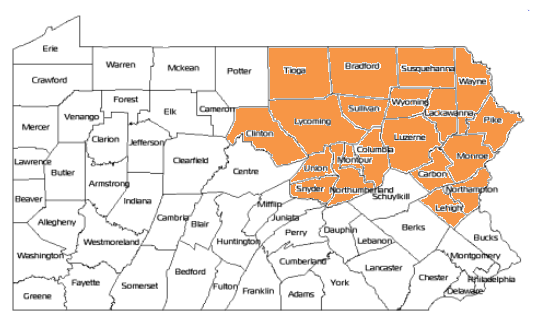 Erie
Warren
Mckean
Potter
Tioga
Bradford
Susquehanna
Wayne
Crawford
Forest
Elk
Cameron
Clinton
Lycoming
Sullivan
Wyoming
Lackawanna
Pike
Mercer
Venango
Clarion
Jefferson
Clearfield
Centre
Union
Montour
Columbia
Luzerne
Monroe
Lawrence
Butler
Armstrong
Indiana
Snyder
Northumberland
Carbon
Northampton
Beaver
Allegheny
Cambria
Blair
Mifflin
Juniata
Perry
Dauphin
Schuylkill
Lehigh
Lebanon
Berks
Bucks
Washington
Westmoreland
Huntington
Cumberland
Lancaster
Montgomery
Greene
Fayette
Somerset
Bedford
Fulton
Franklin
Adams
York
Chester
Delaware
Philadelphia